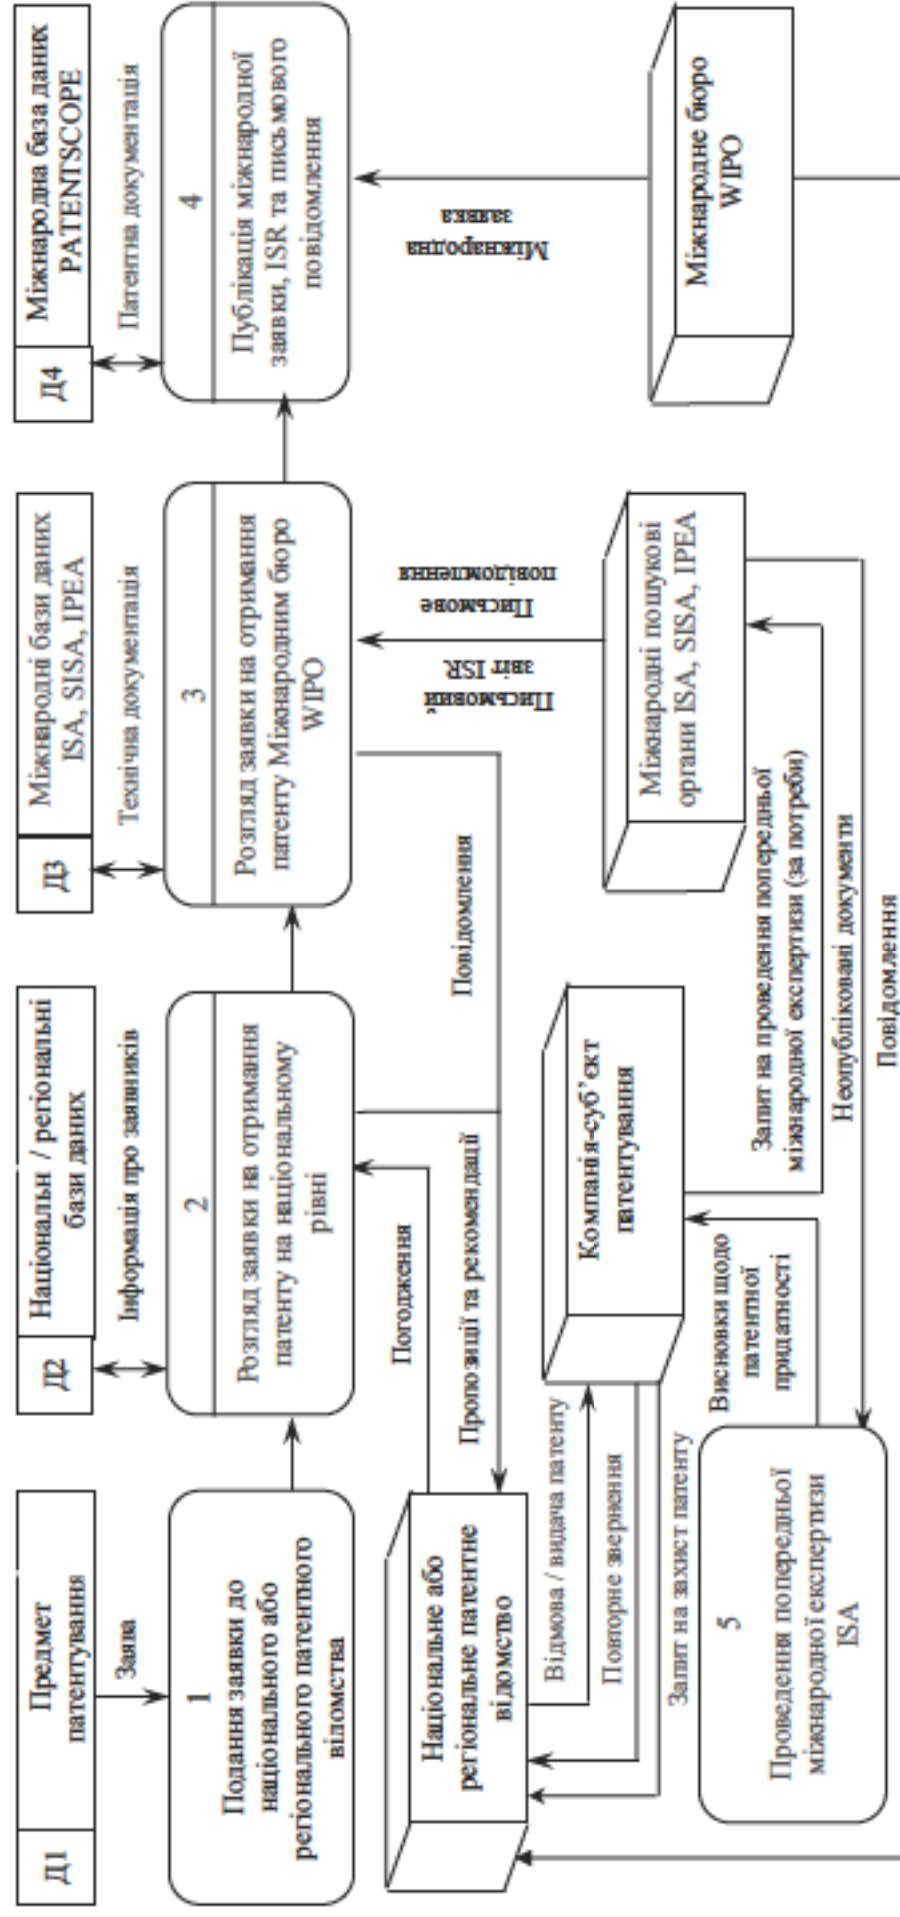 Д1
Предмет
патентування
Д2
Національн / регіональні
бази даних
Д3
Міжнародні бази даних
ISA, SISA, IPEA
Д4
Міжнародна база даних
PATENTSCOPE
Заява
Інформація про заявників
Технічна документація
Патентна документація
1
Подання заявки до
національного або
регіонального патентного
віломства
2
Розгляд заявки на отримання
патенту на національному
рівні
3
Розгляд заявки на отримання
патенту Міжнародним бюро
WIPO
4
Публікація міжнародної
заявки, ISR та письмового
повідомлення
Погодження
Повідомлення
Пропозиції та рекомендації
Письмовий
звіт ISR
Письмове
повідомлення
Міжнародна
заявка
Національне або
регіональне патентне
відомство
Відмова / видача патенту
Повторне звернення
Запит на захист патенту
Компанія-суб’єкт
патентування
Міжнародні пошукові
органи ISA, SISA, IPEA
Міжнародне бюро
WIPO
Висновки щодо
патентної
придатності
Запит на проведення попередньої
міжнародної експертизи (за потреби)
Неопубліковані документи
Повідомлення
5
Проведення попередньої
міжнародної експертизи
ISA